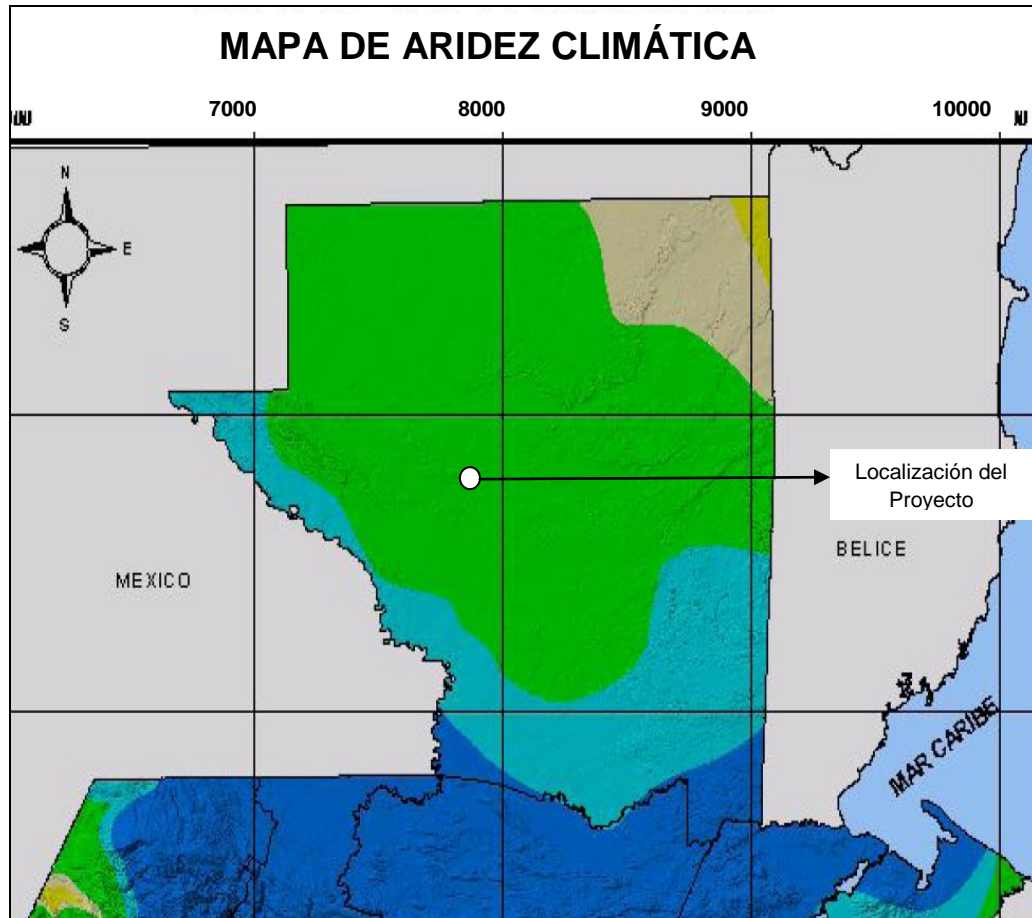 MAPA DE ARIDEZ CLIMÁTICA
7000 8000 9000 10000
N
E
S
Localización del
Proyecto
BELICE
MEXICO
MAR CARIBE